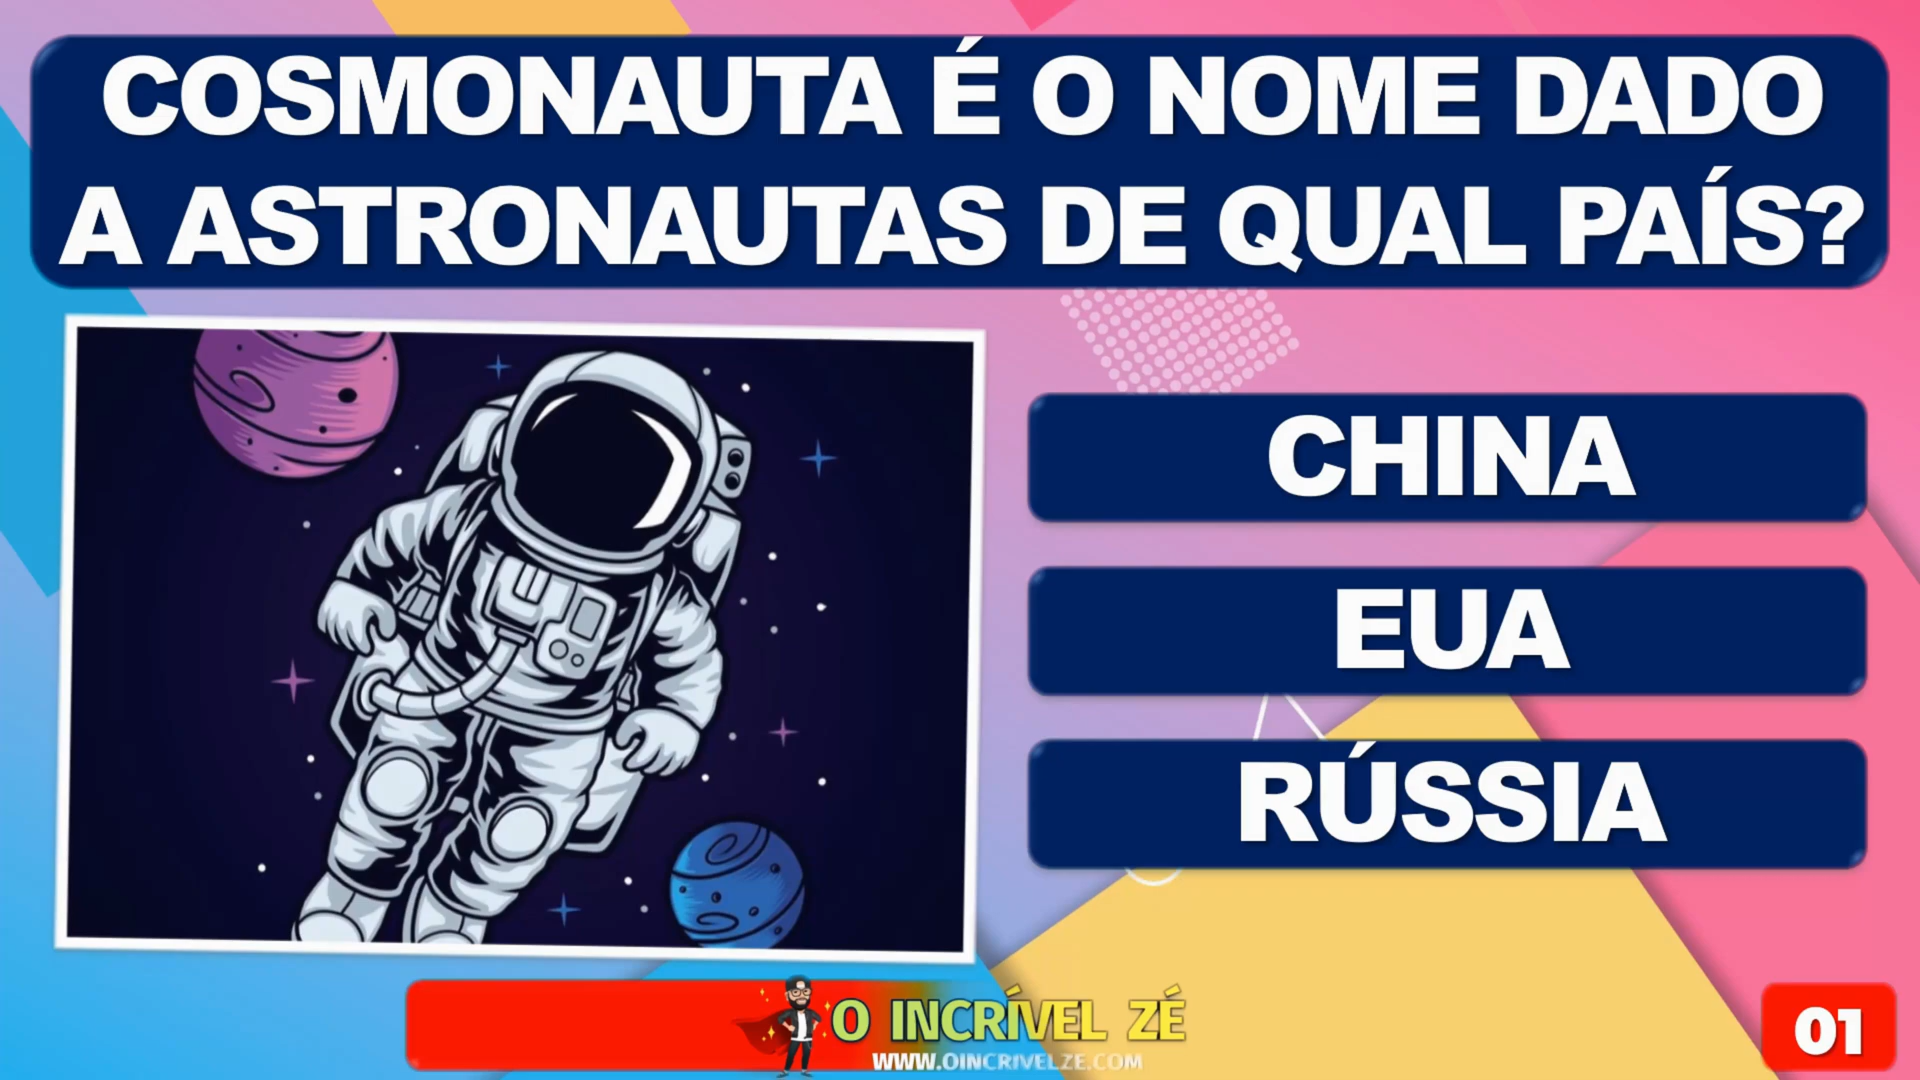 COSMONAUTA É O NOME DADO
A ASTRONAUTAS DE QUAL PAÍS?
CHINA
EUA
RÚSSIA
O INCRÍVEL ZÉ
WWW.OINCRIVELZE.COM
01